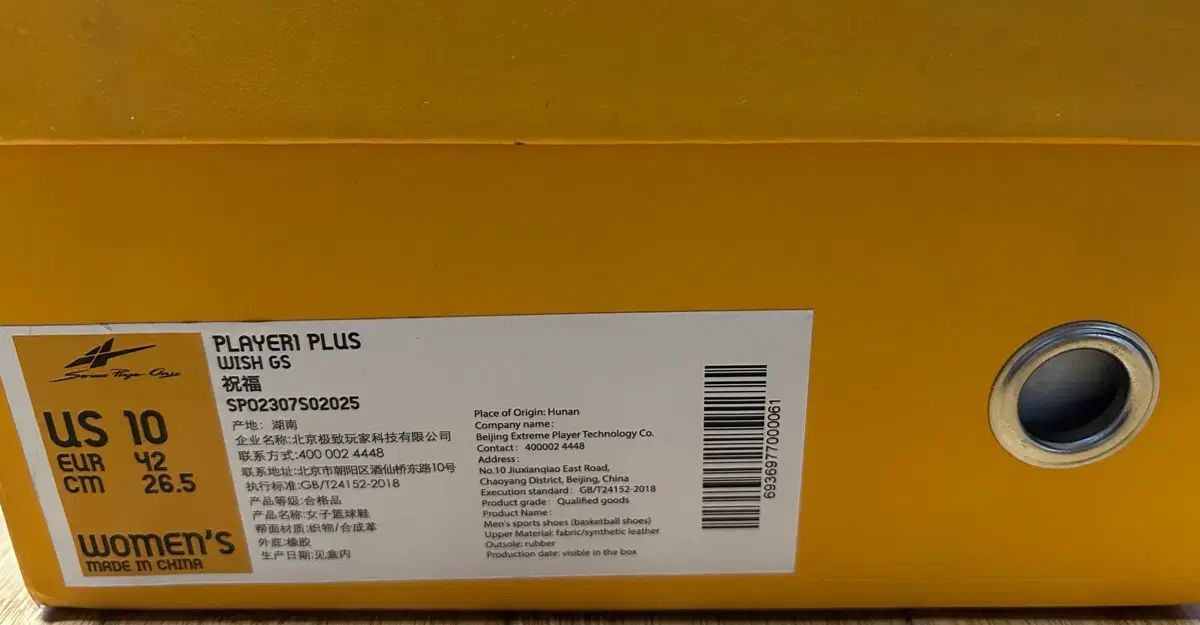 Serious Player Only
US 10
EUR 42
CM 26.5
WOMEN'S
MADE IN CHINA
PLAYER1 PLUS
WISH GS
祝福
SP02307S02025
产地: 湖南
企业名称:北京极致玩家科技有限公司
联系方式:400 002 4448
联系地址:北京市朝阳区酒仙桥东路10号
执行标准:GB/T24152-2018
产品等级:合格品
产品名称:女子篮球鞋
帮面材质:织物/合成革
外底:橡胶
生产日期:见盒内
Place of Origin: Hunan
Company name:
Beijing Extreme Player Technology Co.
Contact: 400002 4448
Address:
No.10 Jiuxianqiao East Road,
Chaoyang District, Beijing, China
Execution standard: GB/T24152-2018
Product grade: Qualified goods
Product Name:
Men's sports shoes (basketball shoes)
Upper Material: fabric/synthetic leather
Outsole: rubber
Production date: visible in the box
6936977000061